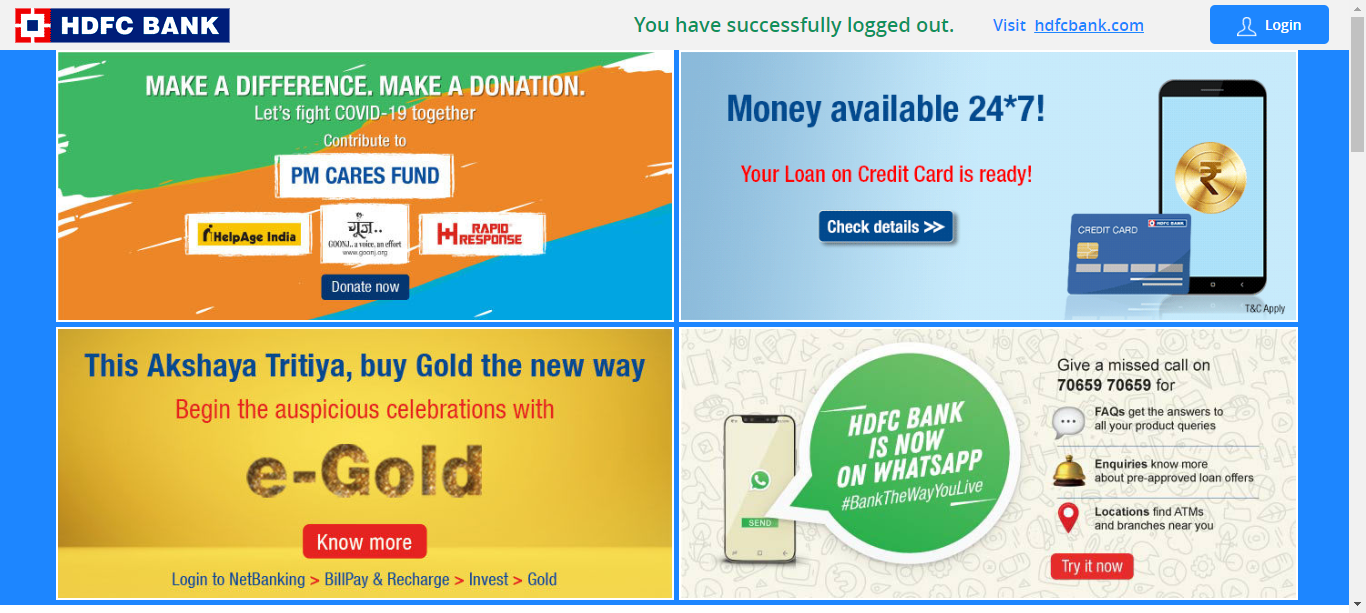 HDFC BANK
You have successfully logged out.
Visit hdfcbank.com
Login
MAKE A DIFFERENCE. MAKE A DONATION.
Let's fight COVID-19 together
Contribute to
PM CARES FUND
HelpAge India
गूंज..
GOONJ.. a voice, an effort
www.goonj.org
RAPID
RESPONSE
Donate now
Money available 24*7!
Your Loan on Credit Card is ready!
Check details >>
HDFC BANK
CREDIT CARD
T&C Apply
This Akshaya Tritiya, buy Gold the new way
Begin the auspicious celebrations with
e-Gold
Know more
Login to NetBanking > BillPay & Recharge > Invest > Gold
SEND
HDFC BANK
IS NOW
ON WHATSAPP
#BankTheWayYouLive
Give a missed call on
70659 70659 for
FAQs get the answers to
all your product queries
Enquiries know more
about pre-approved loan offers
Locations find ATMs
and branches near you
Try it now